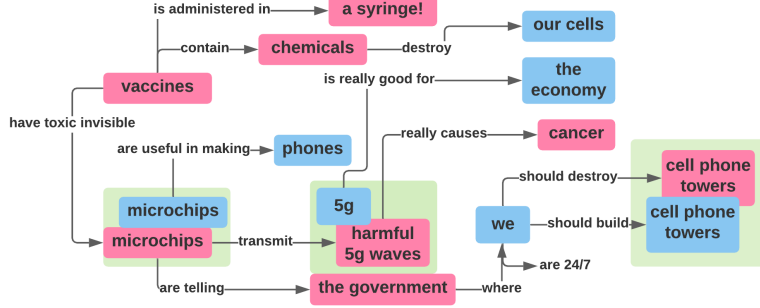 is administered in
a syringe!
contain
chemicals
destroy
our cells
is really good for
the
economy
vaccines
have toxic invisible
are useful in making
phones
really causes
cancer
microchips
microchips
transmit
5g
harmful
5g waves
we
should destroy
cell phone
towers
should build
cell phone
towers
are 24/7
are telling
the government
where